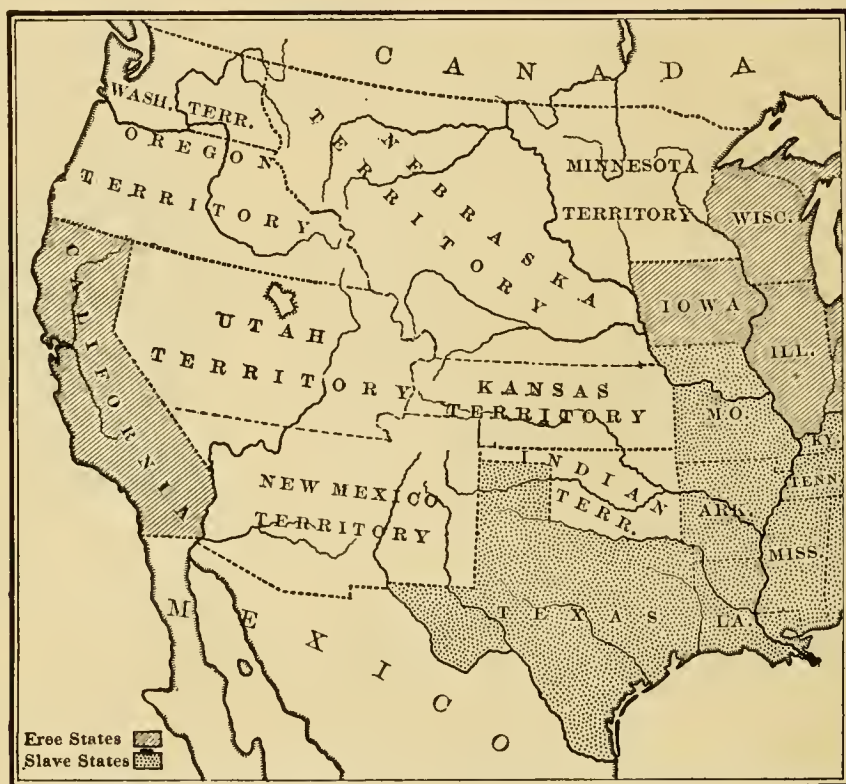 CANADA
WASH. TERR.
OREGON
TERRITORY
NEBRASKA
TERRITORY
MINNESOTA
TERRITORY
WISC.
CALIFORNIA
UTAH
TERRITORY
IOWA
ILL.
KANSAS
TERRITORY
MO.
KY.
INDIAN
TERR.
TENN
NEW MEXICO
TERRITORY
ARK.
MISS.
TEXAS
LA.
MEXICO
Free States
Slave States